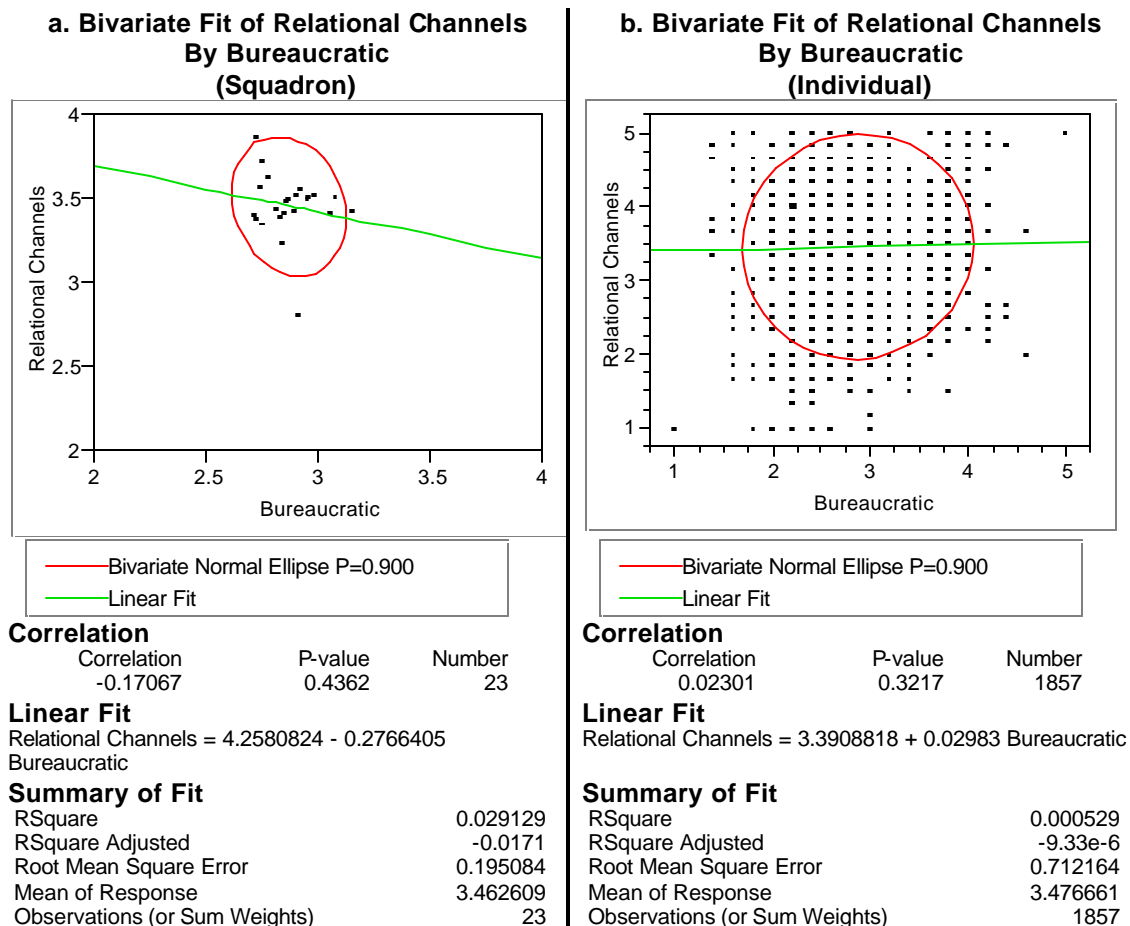 a. Bivariate Fit of Relational Channels
By Bureaucratic
(Squadron)
4
3.5
3
2.5
2
Relational Channels
2
2.5
3
3.5
4
Bureaucratic
Bivariate Normal Ellipse P=0.900
Linear Fit
Correlation
Correlation P-value Number
-0.17067 0.4362 23
Linear Fit
Relational Channels = 4.2580824 - 0.2766405
Bureaucratic
Summary of Fit
RSquare 0.029129
RSquare Adjusted -0.0171
Root Mean Square Error 0.195084
Mean of Response 3.462609
Observations (or Sum Weights) 23
b. Bivariate Fit of Relational Channels
By Bureaucratic
(Individual)
5
4
3
2
1
Relational Channels
1
2
3
4
5
Bureaucratic
Bivariate Normal Ellipse P=0.900
Linear Fit
Correlation
Correlation P-value Number
0.02301 0.3217 1857
Linear Fit
Relational Channels = 3.3908818 + 0.02983 Bureaucratic
Summary of Fit
RSquare 0.000529
RSquare Adjusted -9.33e-6
Root Mean Square Error 0.712164
Mean of Response 3.476661
Observations (or Sum Weights) 1857